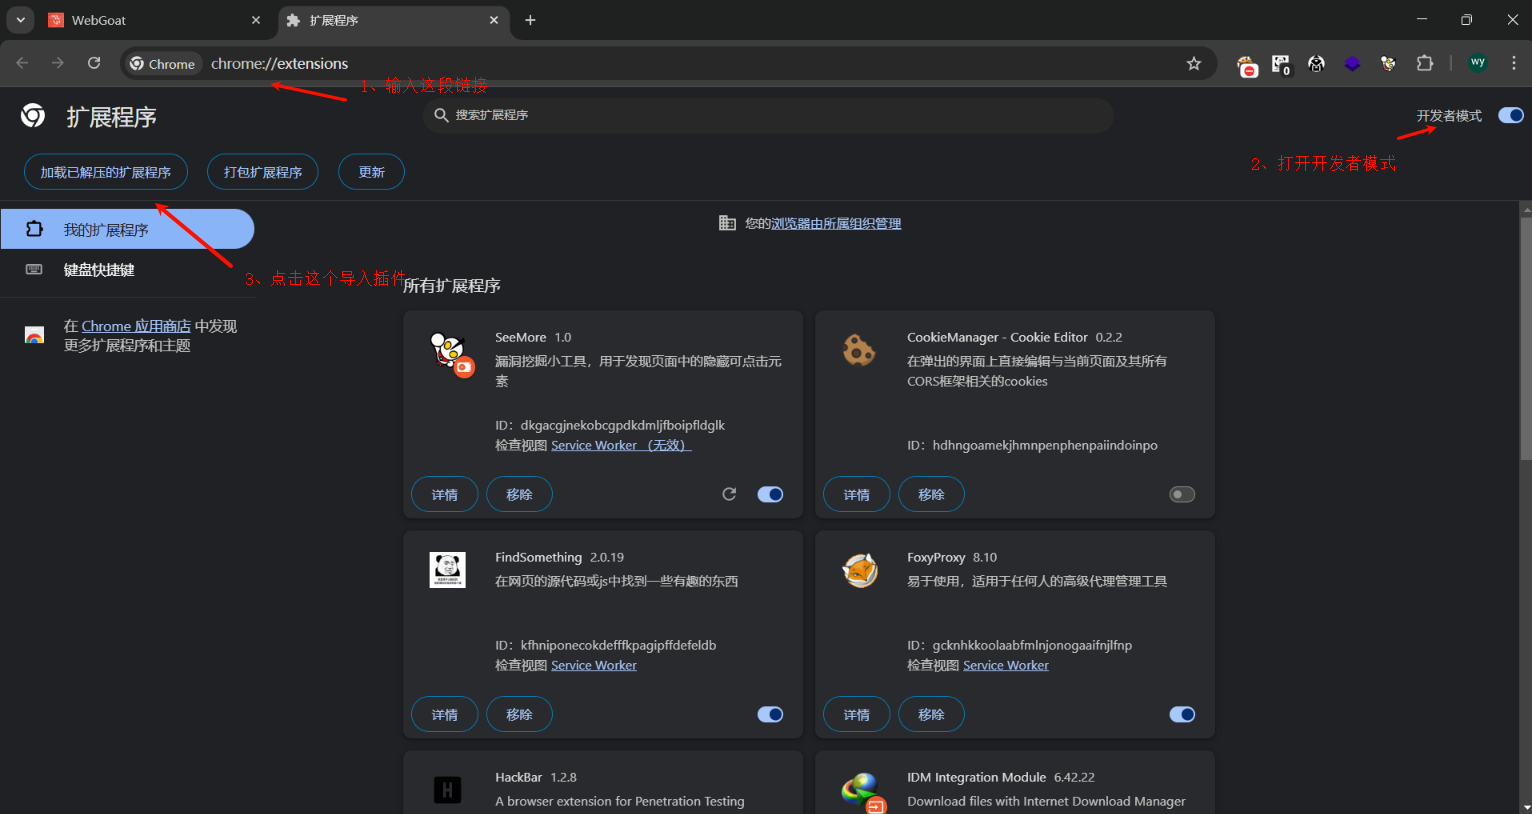 WebGoat
扩展程序
Chrome
chrome://extensions
0
wy
1、输入这段链接
扩展程序
搜索扩展程序
开发者模式
2、打开开发者模式
加载已解压的扩展程序
打包扩展程序
更新
我的扩展程序
键盘快捷键
3、点击这个导入插件
在 Chrome 应用商店 中发现
更多扩展程序和主题
您的浏览器由所属组织管理
所有扩展程序
SeeMore 1.0
漏洞挖掘小工具，用于发现页面中的隐藏可点击元
素
ID：dkgacgjnekobcgpdkdmljfboipfldglk
检查视图 Service Worker （无效）
详情
移除
CookieManager - Cookie Editor 0.2.2
在弹出的界面上直接编辑与当前页面及其所有
CORS框架相关的cookies
ID：hdhngoamekjhmnpenphenpaiindoinpo
详情
移除
FindSomething 2.0.19
在网页的源代码或js中找到一些有趣的东西
ID：kfhniponecokdefffkpagipffdefeldb
检查视图 Service Worker
详情
移除
FoxyProxy 8.10
易于使用，适用于任何人的高级代理管理工具
ID：gcknhkkoolaabfmlnjonogaaifnjlfnp
检查视图 Service Worker
详情
移除
H
HackBar 1.2.8
A browser extension for Penetration Testing
IDM Integration Module 6.42.22
Download files with Internet Download Manager